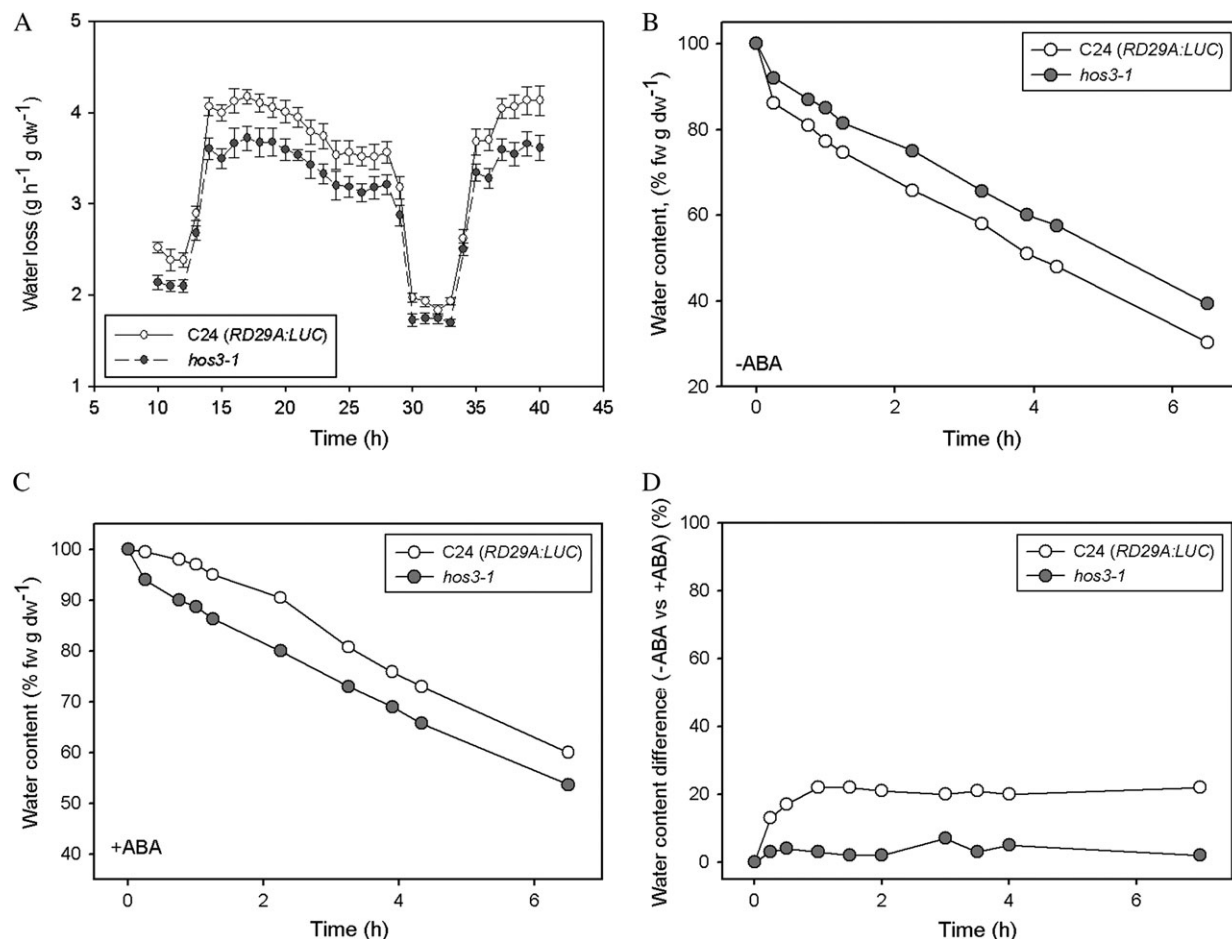 A
Water loss (g h⁻¹ g dw⁻¹)
5
4
3
2
1
C24 (RD29A:LUC)
hos3-1
5 10 15 20 25 30 35 40 45
Time (h)
B
Water content, (% fw g dw⁻¹)
100
80
60
40
20
C24 (RD29A:LUC)
hos3-1
-ABA
0 2 4 6
Time (h)
C
Water content (% fw g dw⁻¹)
100
90
80
70
60
50
40
C24 (RD29A:LUC)
hos3-1
+ABA
0 2 4 6
Time (h)
D
Water content difference (-ABA vs +ABA) (%)
100
80
60
40
20
0
C24 (RD29A:LUC)
hos3-1
0 2 4 6
Time (h)